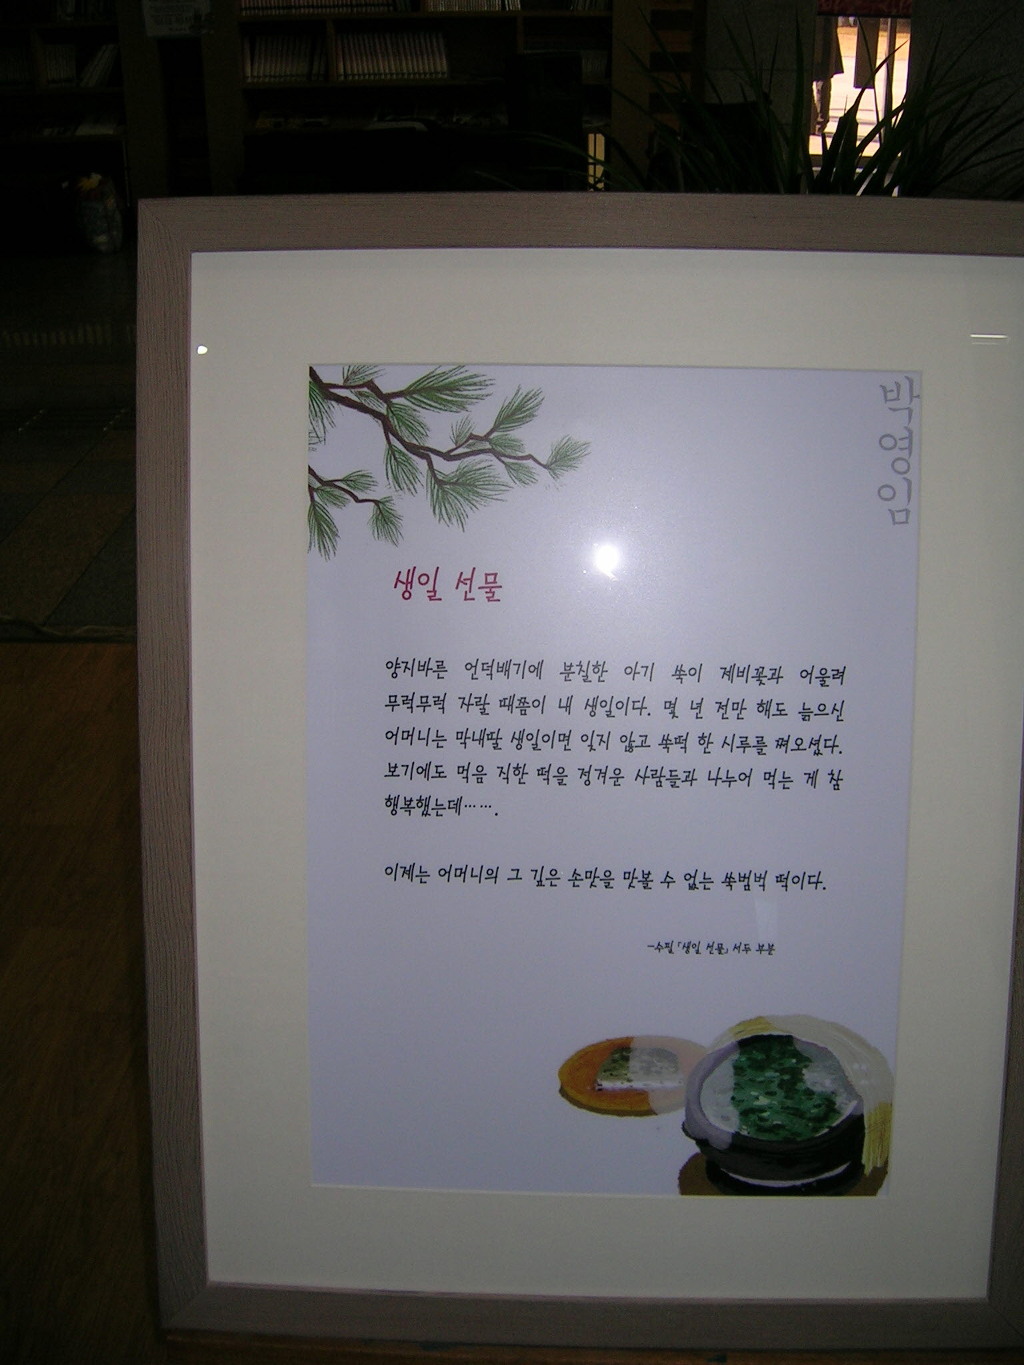 박영임
생일 선물
양지바른 언덕배기에 분칠한 아기 쑥이 제비꽃과 어울려
무럭무럭 자랄 때쯤이 내 생일이다. 몇 년 전만 해도 늙으신
어머니는 막내딸 생일이면 잊지 않고 쑥떡 한 시루를 쪄오셨다.
보기에도 먹음 직한 떡을 정겨운 사람들과 나누어 먹는 게 참
행복했는데…….
이제는 어머니의 그 깊은 손맛을 맛볼 수 없는 쑥범벅 떡이다.
-수필「생일 선물」서두 부분